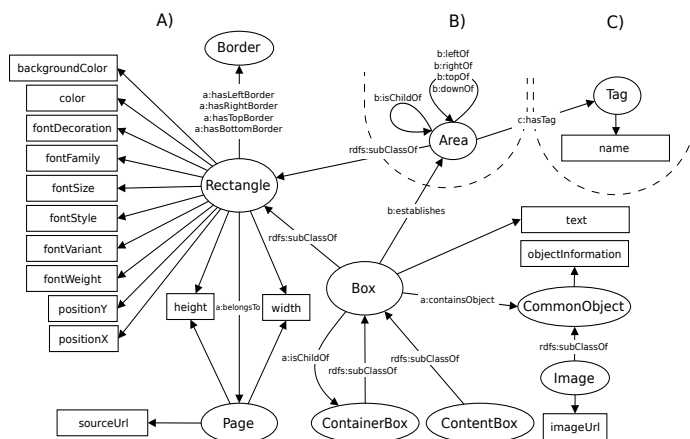 A)
B)
C)
Border
b:leftOf
b:rightOf
b:topOf
b:downOf
backgroundColor
color
fontDecoration
fontFamily
fontSize
fontStyle
fontVariant
fontWeight
positionY
positionX
a:hasLeftBorder
a:hasRightBorder
a:hasTopBorder
a:hasBottomBorder
b:isChildOf
Tag
c:hasTag
Area
name
rdfs:subClassOf
Rectangle
b:establishes
text
rdfs:subClassOf
objectInformation
Box
height
a:belongsTo
width
a:containsObject
CommonObject
rdfs:subClassOf
a:isChildOf
rdfs:subClassOf
rdfs:subClassOf
Image
sourceUrl
Page
ContainerBox
ContentBox
imageUrl